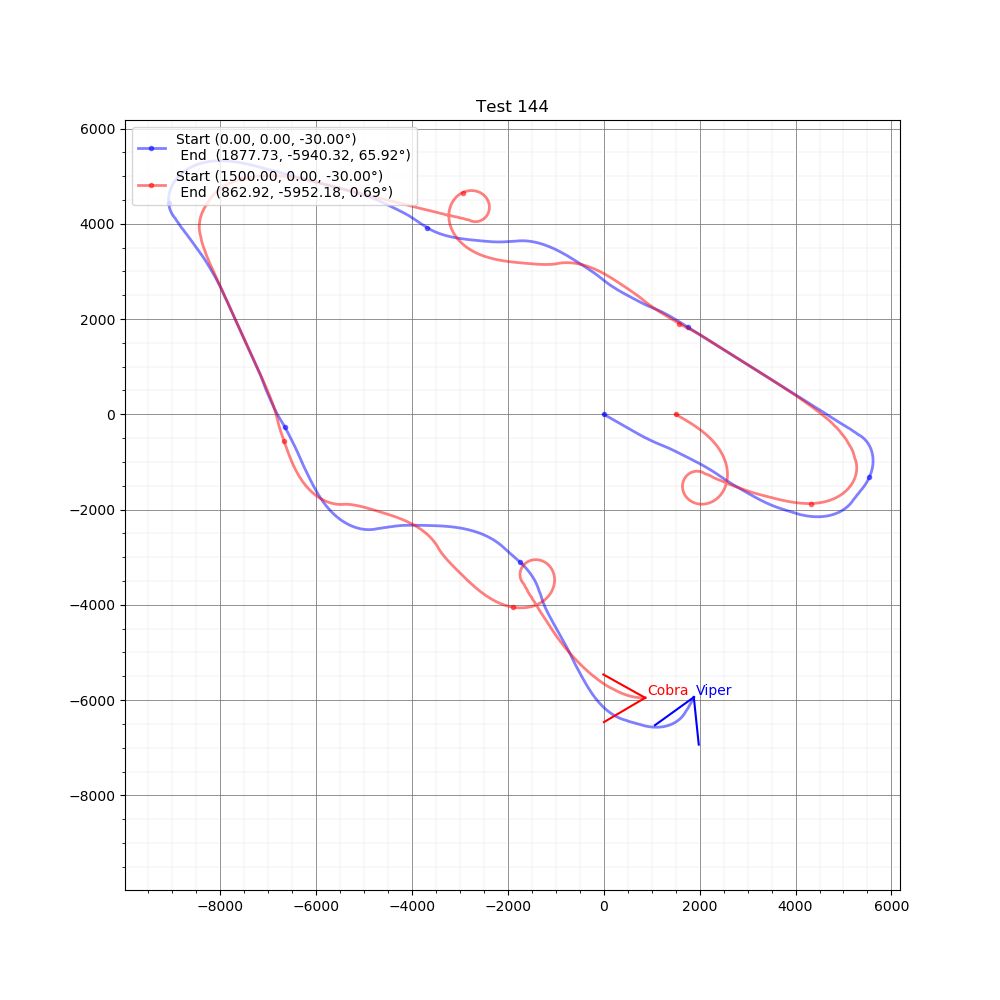 Test 144
Start (0.00, 0.00, -30.00°)
End (1877.73, -5940.32, 65.92°)
Start (1500.00, 0.00, -30.00°)
End (862.92, -5952.18, 0.69°)
6000
4000
2000
0
−2000
−4000
−6000
−8000
Cobra Viper
−8000 −6000 −4000 −2000 0 2000 4000 6000